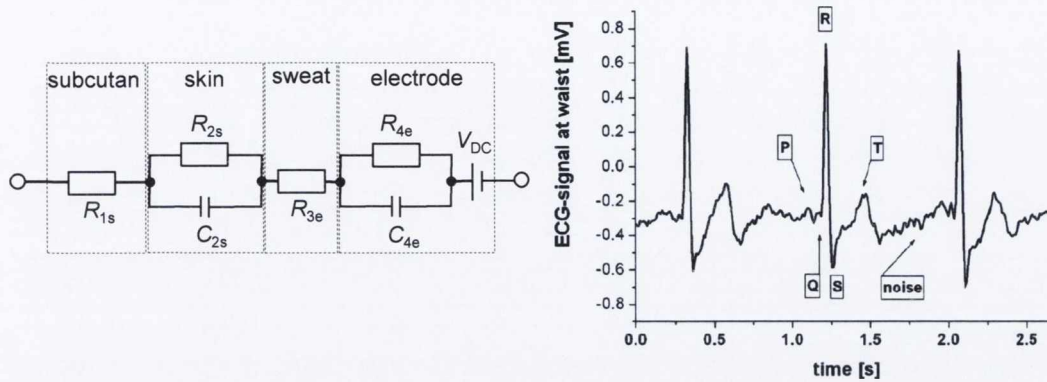 subcutan skin sweat electrode
R2s R4e VDC
R1s R3e
C2s C4e
ECG-signal at waist [mV]
0.8
0.6
0.4
0.2
0.0
-0.2
-0.4
-0.6
-0.8
R
P T
Q S noise
0.0 0.5 1.0 1.5 2.0 2.5
time [s]